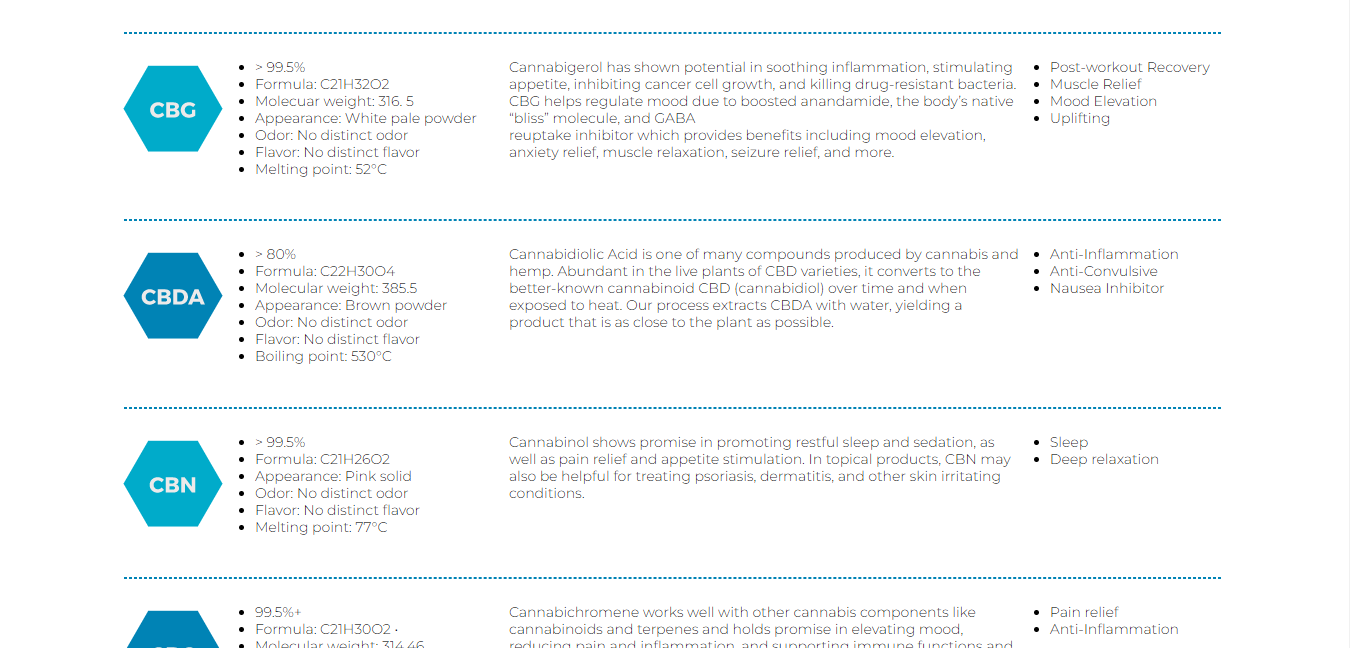 CBG
> 99.5%
Formula: C21H32O2
Molecuar weight: 316. 5
Appearance: White pale powder
Odor: No distinct odor
Flavor: No distinct flavor
Melting point: 52°C
Cannabigerol has shown potential in soothing inflammation, stimulating
appetite, inhibiting cancer cell growth, and killing drug-resistant bacteria.
CBG helps regulate mood due to boosted anandamide, the body’s native
“bliss” molecule, and GABA
reuptake inhibitor which provides benefits including mood elevation,
anxiety relief, muscle relaxation, seizure relief, and more.
Post-workout Recovery
Muscle Relief
Mood Elevation
Uplifting
CBDA
> 80%
Formula: C22H30O4
Molecular weight: 385.5
Appearance: Brown powder
Odor: No distinct odor
Flavor: No distinct flavor
Boiling point: 530°C
Cannabidiolic Acid is one of many compounds produced by cannabis and
hemp. Abundant in the live plants of CBD varieties, it converts to the
better-known cannabinoid CBD (cannabidiol) over time and when
exposed to heat. Our process extracts CBDA with water, yielding a
product that is as close to the plant as possible.
Anti-Inflammation
Anti-Convulsive
Nausea Inhibitor
CBN
> 99.5%
Formula: C21H26O2
Appearance: Pink solid
Odor: No distinct odor
Flavor: No distinct flavor
Melting point: 77°C
Cannabinol shows promise in promoting restful sleep and sedation, as
well as pain relief and appetite stimulation. In topical products, CBN may
also be helpful for treating psoriasis, dermatitis, and other skin irritating
conditions.
Sleep
Deep relaxation
99.5%+
Formula: C21H30O2 •
Molecular weight: 314.46
Cannabichromene works well with other cannabis components like
cannabinoids and terpenes and holds promise in elevating mood,
reducing pain and inflammation, and supporting immune functions and
Pain relief
Anti-Inflammation